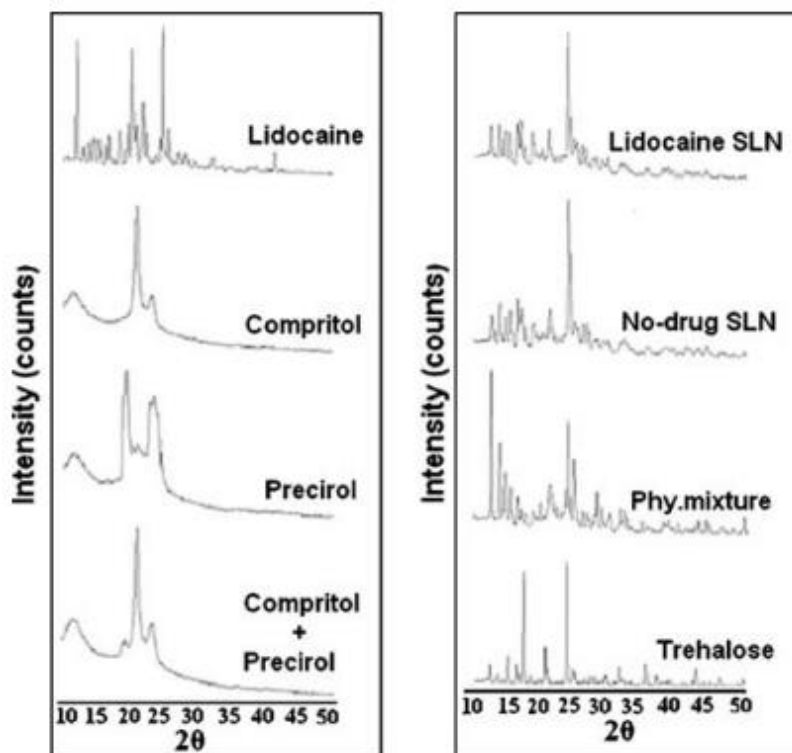 Intensity (counts)
Lidocaine
Compritol
Precirol
Compritol
+
Precirol
10 15 20 25 30 35 40 45 50
2θ
Intensity (counts)
Lidocaine SLN
No-drug SLN
Phy.mixture
Trehalose
10 15 20 25 30 35 40 45 50
2θ